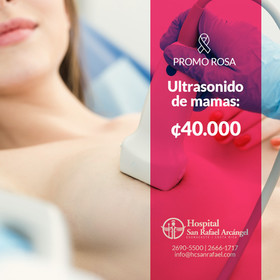 PROMO ROSA
Ultrasonido
de mamas:
₡40.000
Hospital
San Rafael Arcángel
2690-5500 | 2666-1717
info@hcsanrafael.com